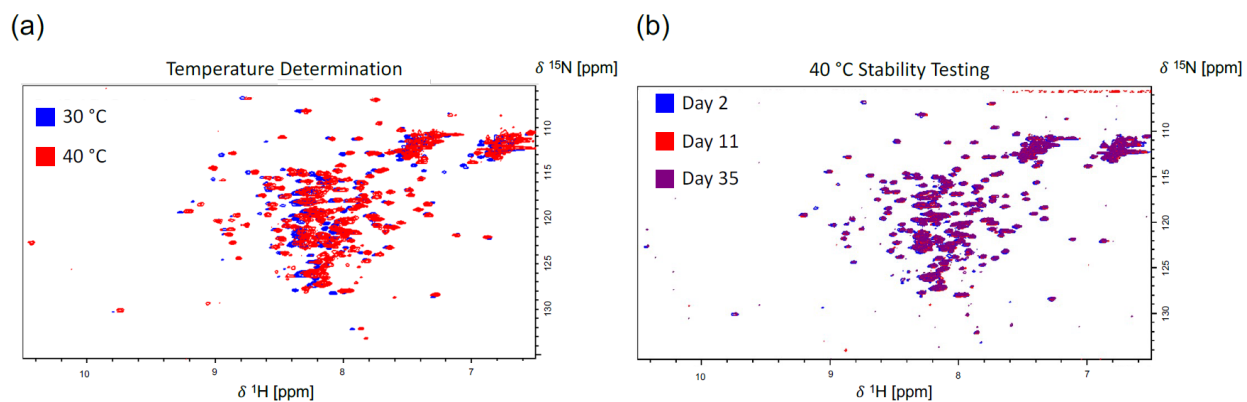 (a)
Temperature Determination
δ ¹⁵N [ppm]
30 °C
40 °C
110
115
120
125
130
10
9
8
7
δ ¹H [ppm]
(b)
40 °C Stability Testing
δ ¹⁵N [ppm]
Day 2
Day 11
Day 35
110
115
120
125
130
10
9
8
7
δ ¹H [ppm]